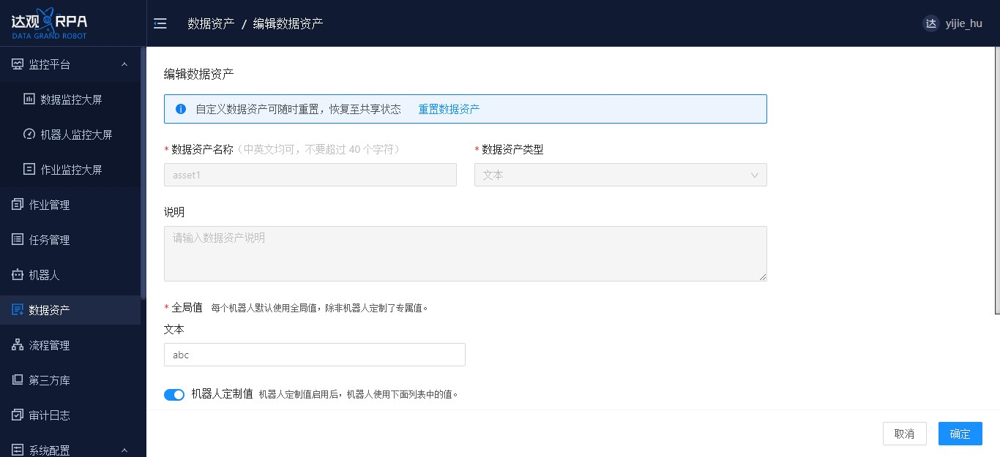 达观 RPA
DATA GRAND ROBOT
数据资产 / 编辑数据资产
达 yijie_hu
监控平台
数据监控大屏
机器人监控大屏
作业监控大屏
作业管理
任务管理
机器人
数据资产
流程管理
第三方库
审计日志
系统配置
编辑数据资产
自定义数据资产可随时重置，恢复至共享状态 重置数据资产
* 数据资产名称（中英文均可，不要超过 40 个字符）
asset1
* 数据资产类型
文本
说明
请输入数据资产说明
* 全局值 每个机器人默认使用全局值，除非机器人定制了专属值。
文本
abc
机器人定制值 机器人定制值启用后，机器人使用下面列表中的值。
取消
确定